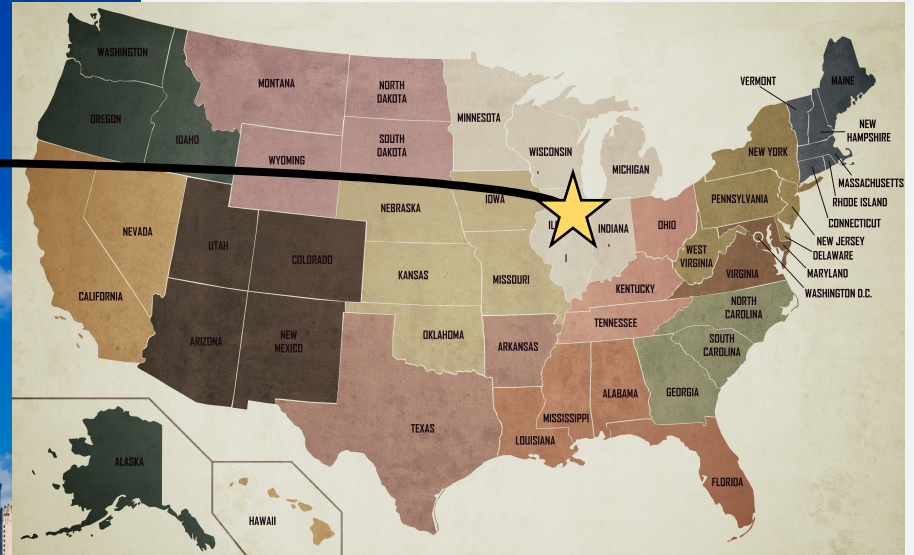 WASHINGTON
OREGON
IDAHO
MONTANA
NORTH
DAKOTA
SOUTH
DAKOTA
WYOMING
MINNESOTA
WISCONSIN
MICHIGAN
VERMONT
MAINE
NEW
HAMPSHIRE
NEW YORK
MASSACHUSETTS
RHODE ISLAND
CONNECTICUT
NEW JERSEY
DELAWARE
MARYLAND
WASHINGTON D.C.
PENNSYLVANIA
OHIO
INDIANA
IOWA
NEBRASKA
NEVADA
UTAH
COLORADO
KANSAS
MISSOURI
WEST
VIRGINIA
VIRGINIA
KENTUCKY
CALIFORNIA
NORTH
CAROLINA
TENNESSEE
SOUTH
CAROLINA
ARIZONA
NEW
MEXICO
OKLAHOMA
ARKANSAS
GEORGIA
ALABAMA
MISSISSIPPI
TEXAS
LOUISIANA
FLORIDA
ALASKA
HAWAII